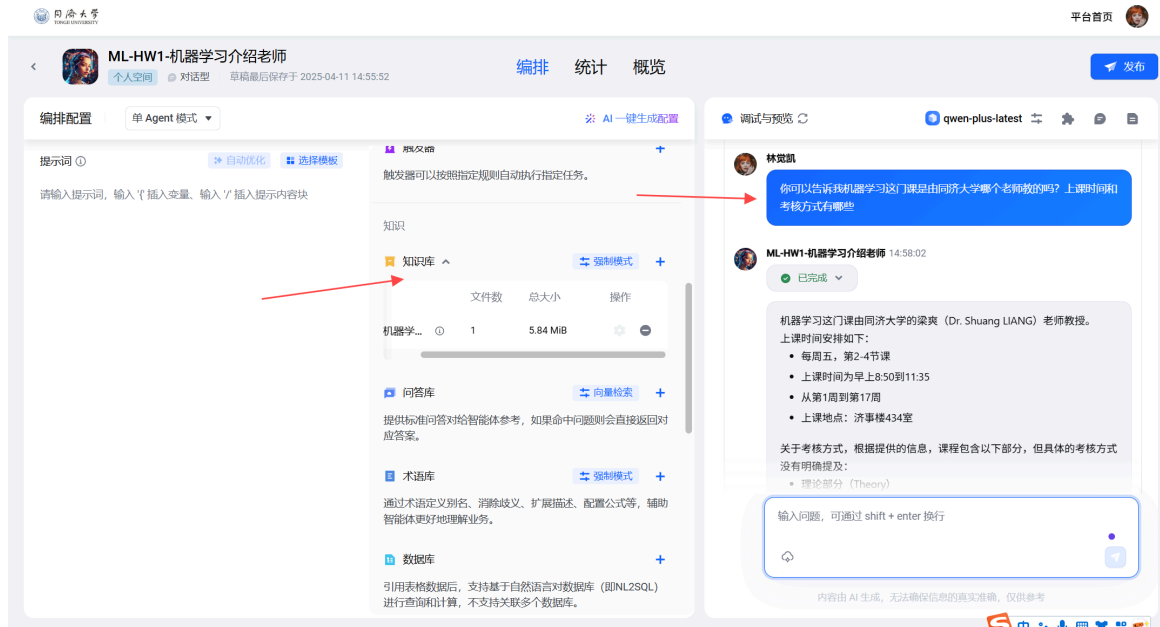 同濟大学
TONGJI UNIVERSITY
平台首页
ML-HW1-机器学习介绍老师
个人空间 对话型 草稿最后保存于 2025-04-11 14:55:52
编排 统计 概览
发布
编排配置
单 Agent 模式
AI 一键生成配置
提示词
自动优化
选择模板
请输入提示词，输入 '{' 插入变量、输入 '/' 插入提示内容块
触发器
触发器可以按照指定规则自动执行指定任务。
知识
知识库
强制模式
文件数 总大小 操作
机器学... 1 5.84 MiB
问答库
向量检索
提供标准问答对给智能体参考，如果命中问题则会直接返回对
应答案。
术语库
强制模式
通过术语定义别名、消除歧义、扩展描述、配置公式等，辅助
智能体更好地理解业务。
数据库
引用表格数据后，支持基于自然语言对数据库（即NL2SQL）
进行查询和计算，不支持关联多个数据库。
调试与预览
qwen-plus-latest
林觉凯
你可以告诉我机器学习这门课是由同济大学哪个老师教的吗？上课时间和
考核方式有哪些
ML-HW1-机器学习介绍老师 14:58:02
已完成
机器学习这门课由同济大学的梁爽（Dr. Shuang LIANG）老师教授。
上课时间安排如下：
• 每周五，第2-4节课
• 上课时间为早上8:50到11:35
• 从第1周到第17周
• 上课地点：济事楼434室
关于考核方式，根据提供的信息，课程包含以下部分，但具体的考核方式
没有明确提及：
• 理论部分（Theory）
输入问题，可通过 shift + enter 换行
内容由 AI 生成，无法确保信息的真实准确，仅供参考
中